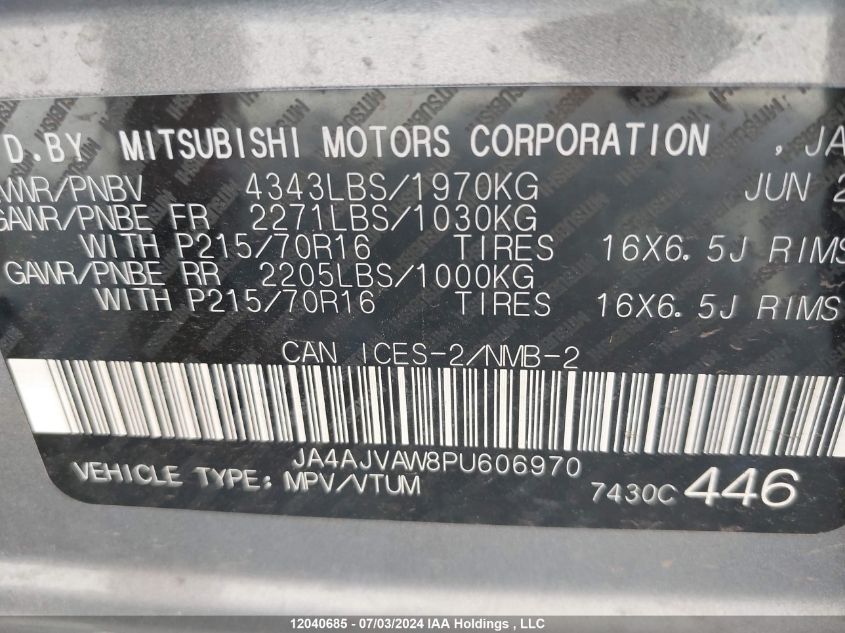 D.BY MITSUBISHI MOTORS CORPORATION , JA
WR/PNBV 4343LBS/1970KG JUN 2
GAWR/PNBE FR 2271LBS/1030KG
WITH P215/70R16 TIRES 16X6.5J RIMS
GAWR/PNBE RR 2205LBS/1000KG
WITH P215/70R16 TIRES 16X6.5J RIMS
CAN ICES-2/NMB-2
JA4AJVAW8PU606970
VEHICLE TYPE: MPV/VTUM
7430C 446
12040685 - 07/03/2024 IAA Holdings , LLC